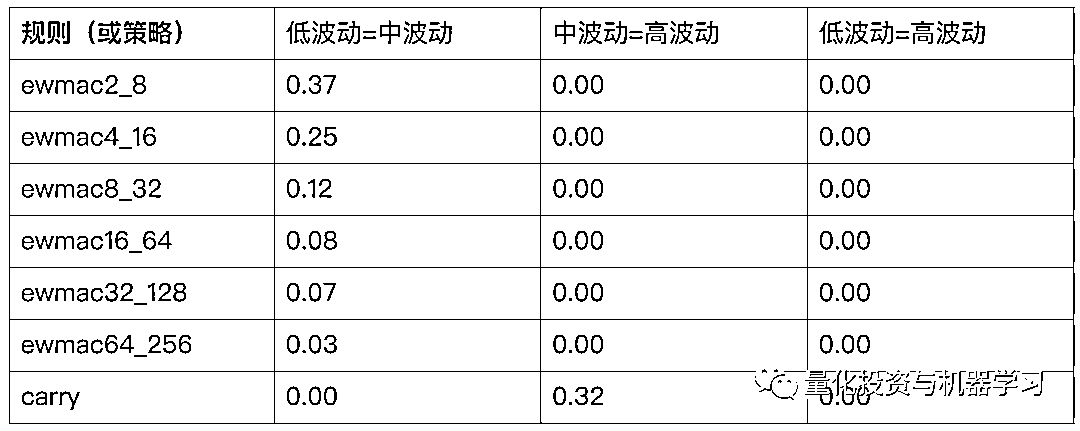 规则（或策略） 低波动=中波动 中波动=高波动 低波动=高波动
ewmac2_8 0.37 0.00 0.00
ewmac4_16 0.25 0.00 0.00
ewmac8_32 0.12 0.00 0.00
ewmac16_64 0.08 0.00 0.00
ewmac32_128 0.07 0.00 0.00
ewmac64_256 0.03 0.00 0.00
carry 0.00 0.32 0.00
量化投资与机器学习